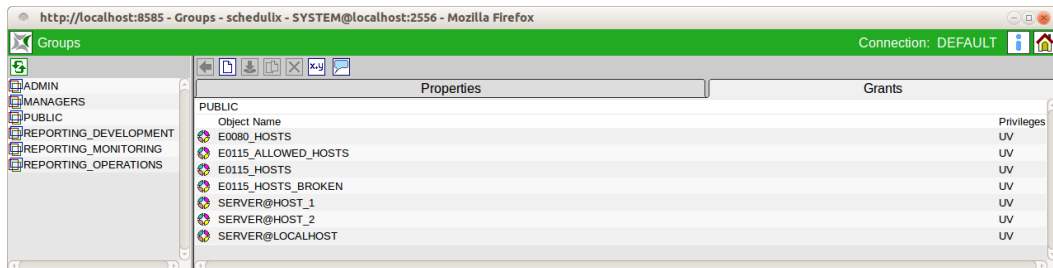 http://localhost:8585 - Groups - schedulix - SYSTEM@localhost:2556 - Mozilla Firefox
Groups
Connection: DEFAULT
x,y
ADMIN
MANAGERS
PUBLIC
REPORTING_DEVELOPMENT
REPORTING_MONITORING
REPORTING_OPERATIONS
Properties Grants
PUBLIC
Object Name Privileges
E0080_HOSTS UV
E0115_ALLOWED_HOSTS UV
E0115_HOSTS UV
E0115_HOSTS_BROKEN UV
SERVER@HOST_1 UV
SERVER@HOST_2 UV
SERVER@LOCALHOST UV